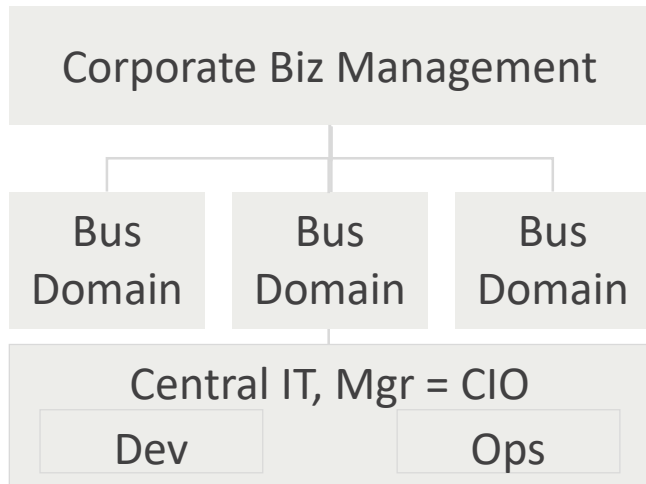 Corporate Biz Management
Bus Bus Bus
Domain Domain Domain
Central IT, Mgr = CIO
Dev Ops